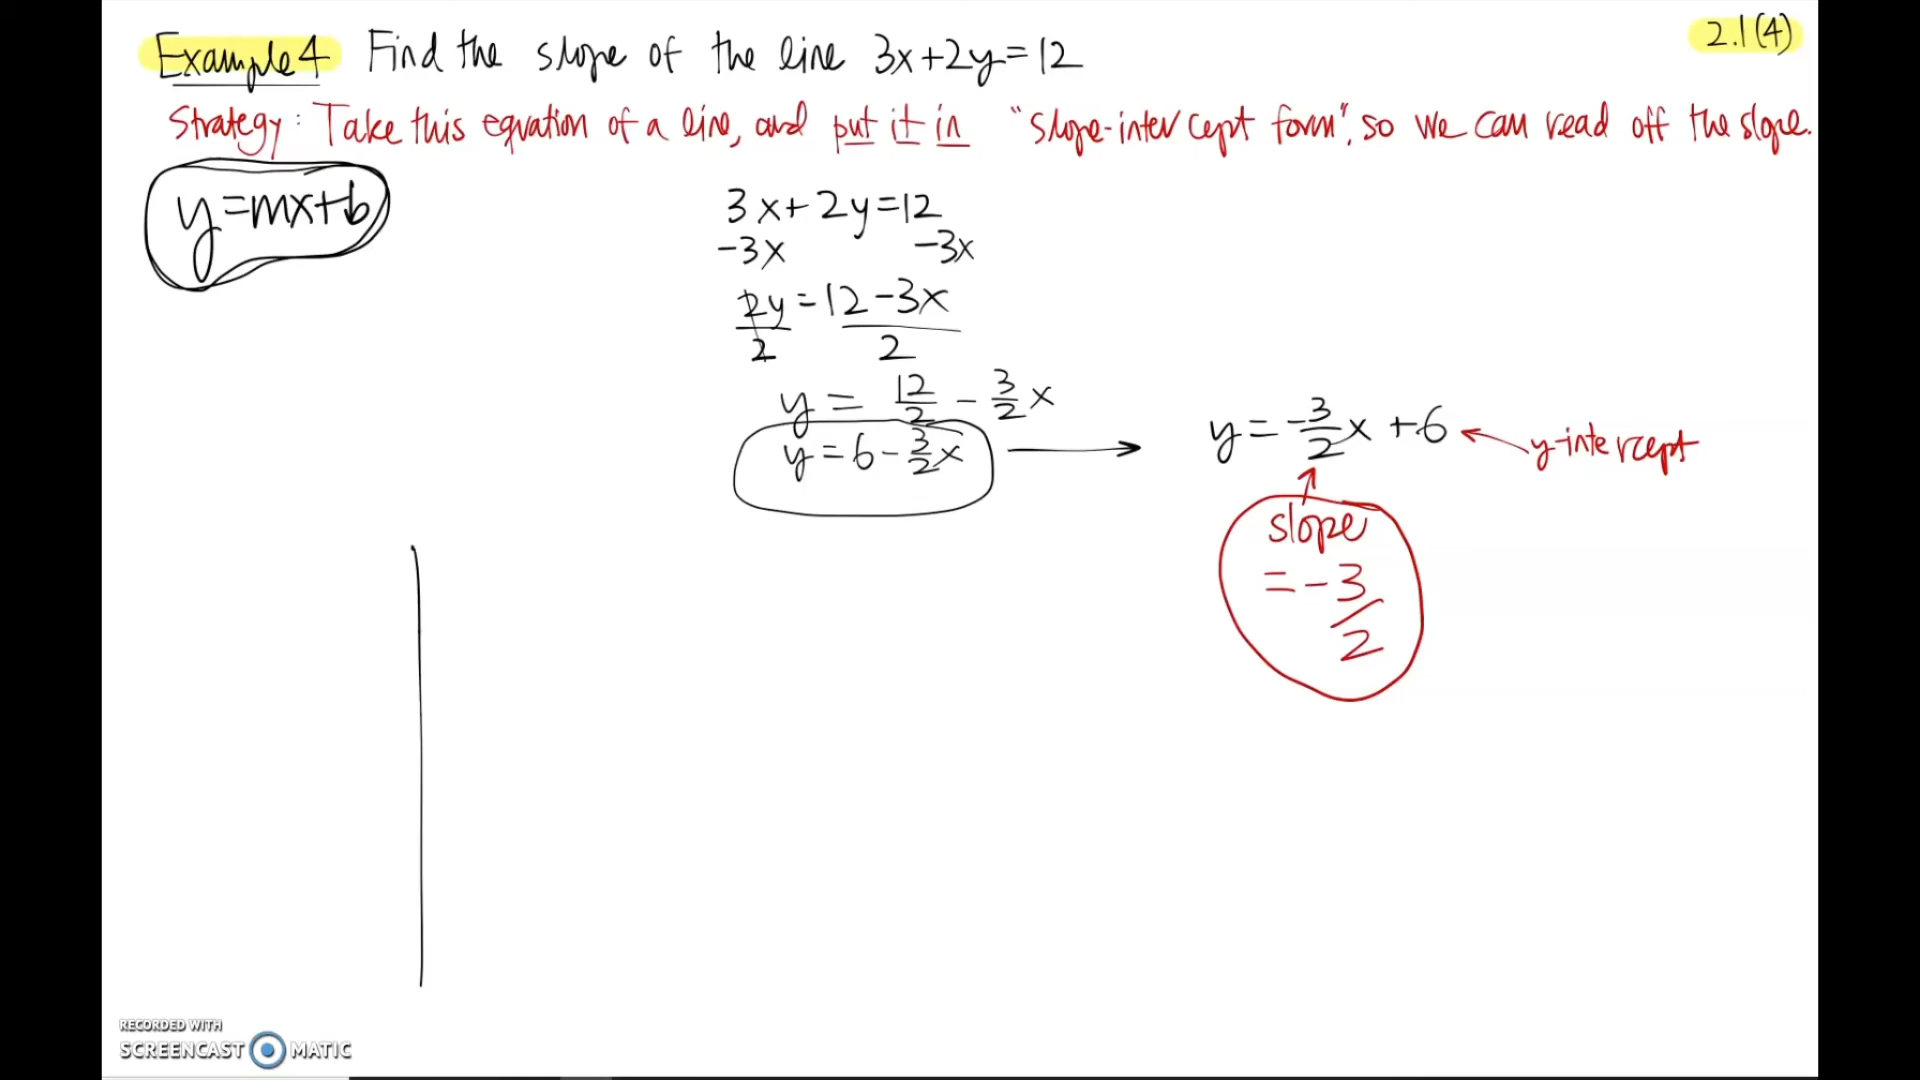 Example 4 Find the slope of the line 3x+2y=12
2.1(4)
Strategy: Take this equation of a line, and put it in "slope-intercept form", so we can read off the slope.
y=mx+b
3x+2y=12
-3x -3x
2y=12-3x
2 2
y = 12/2 - 3/2 x
y=6-3/2x
y=-3/2x+6
y-intercept
slope
=-3/2
RECORDED WITH
SCREENCAST MATIC